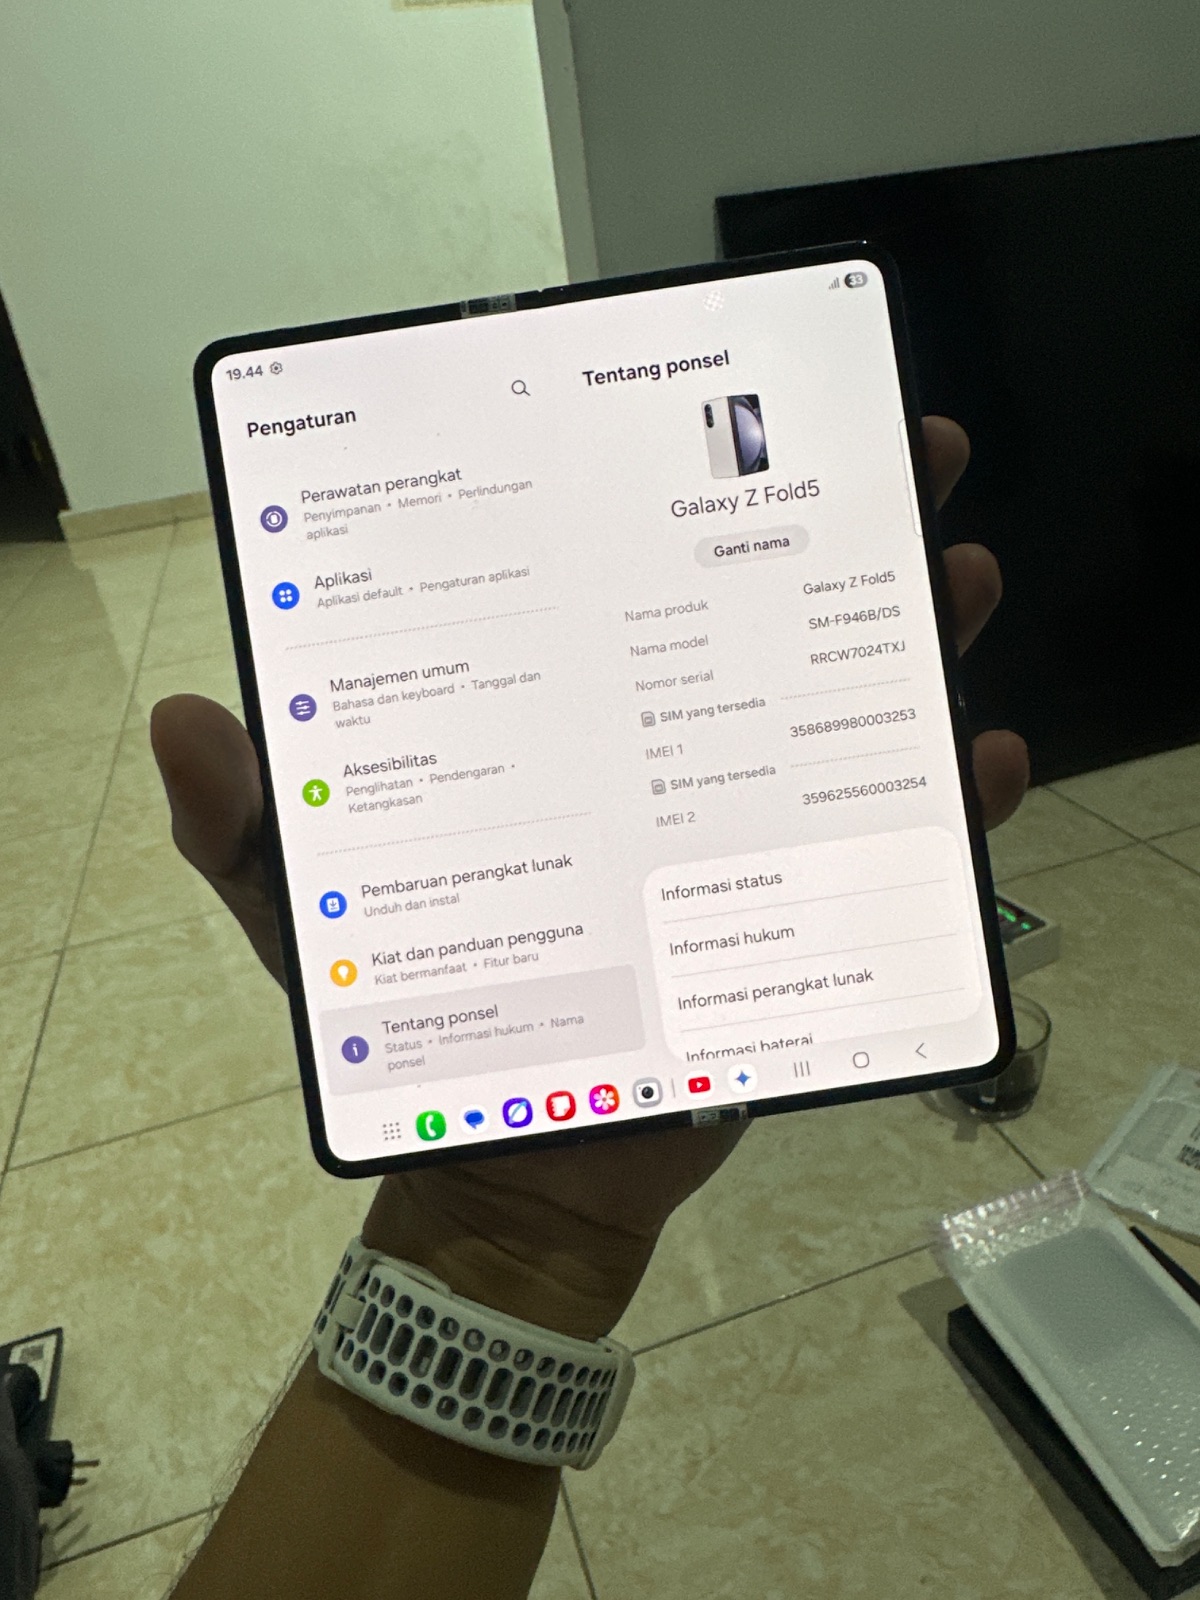 19.44
33
Pengaturan
Perawatan perangkat
Penyimpanan • Memori • Perlindungan
aplikasi
Aplikasi
Aplikasi default • Pengaturan aplikasi
Manajemen umum
Bahasa dan keyboard • Tanggal dan
waktu
Aksesibilitas
Penglihatan • Pendengaran •
Ketangkasan
Pembaruan perangkat lunak
Unduh dan instal
Kiat dan panduan pengguna
Kiat bermanfaat • Fitur baru
Tentang ponsel
Status • Informasi hukum • Nama
ponsel
Tentang ponsel
Galaxy Z Fold5
Ganti nama
Nama produk Galaxy Z Fold5
Nama model SM-F946B/DS
Nomor serial RRCW7024TXJ
SIM yang tersedia
IMEI 1 358689980003253
SIM yang tersedia
IMEI 2 359625560003254
Informasi status
Informasi hukum
Informasi perangkat lunak
Informasi baterai